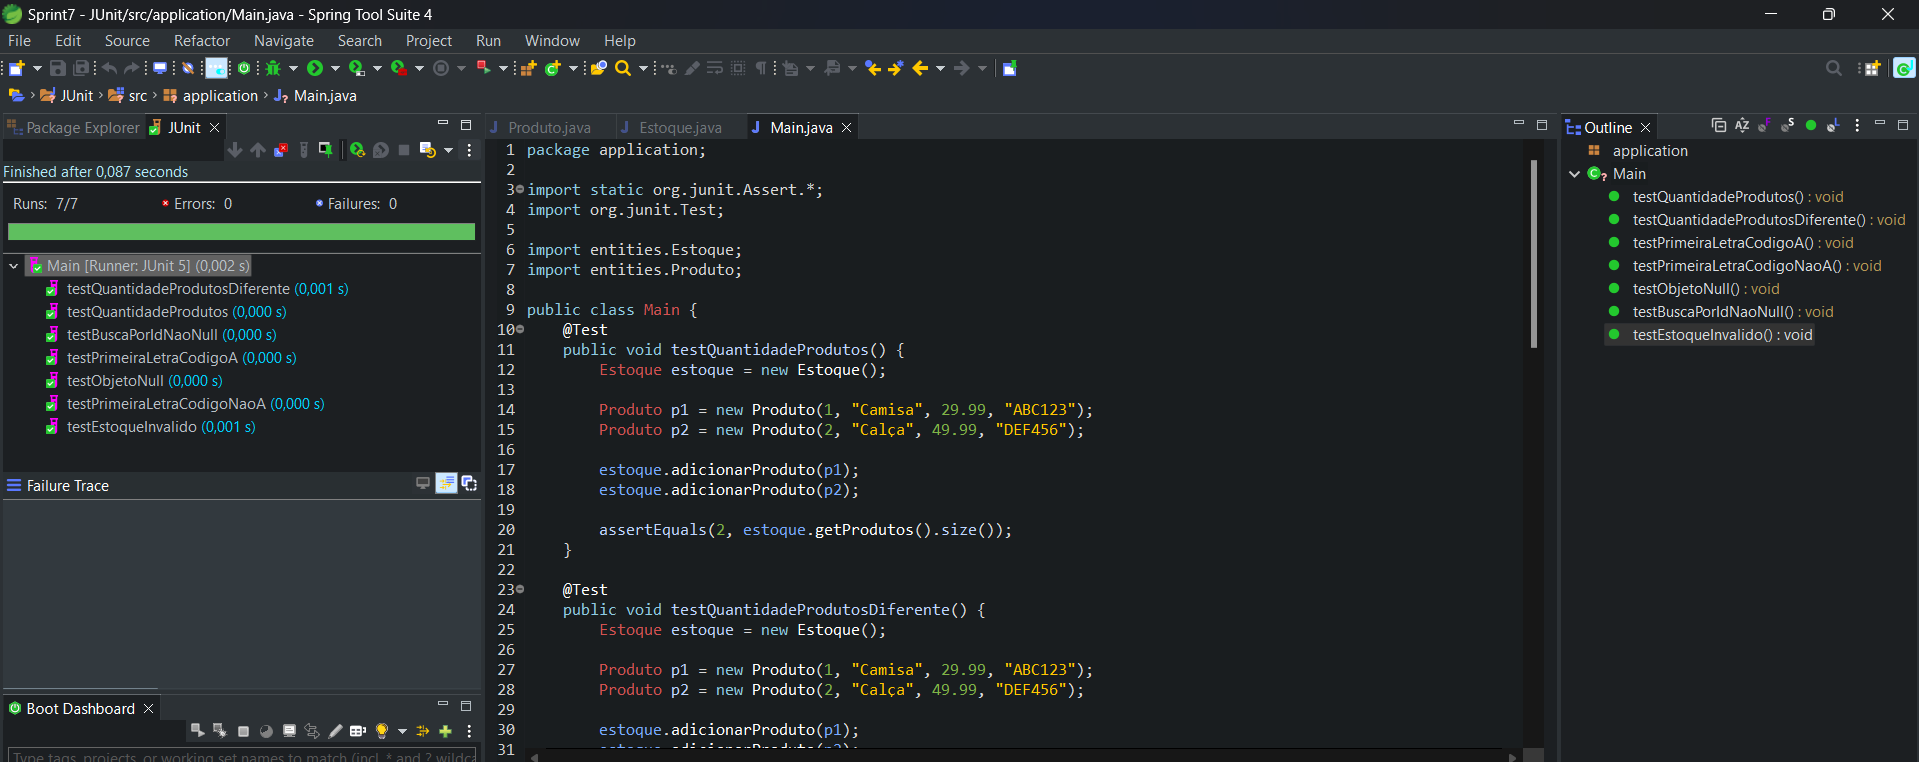 Sprint7 - JUnit/src/application/Main.java - Spring Tool Suite 4
File Edit Source Refactor Navigate Search Project Run Window Help
JUnit src application Main.java
Package Explorer JUnit
Finished after 0,087 seconds
Runs: 7/7 Errors: 0 Failures: 0
Main [Runner: JUnit 5] (0,002 s)
testQuantidadeProdutosDiferente (0,001 s)
testQuantidadeProdutos (0,000 s)
testBuscaPorIdNaoNull (0,000 s)
testPrimeiraLetraCodigoA (0,000 s)
testObjetoNull (0,000 s)
testPrimeiraLetraCodigoNaoA (0,000 s)
testEstoqueInvalido (0,001 s)
Failure Trace
Boot Dashboard
Type tags, projects, or working set names to match (incl. * and ? wildca
Produto.java Estoque.java Main.java
1 package application;
2
3 import static org.junit.Assert.*;
4 import org.junit.Test;
5
6 import entities.Estoque;
7 import entities.Produto;
8
9 public class Main {
10 @Test
11 public void testQuantidadeProdutos() {
12 Estoque estoque = new Estoque();
13
14 Produto p1 = new Produto(1, "Camisa", 29.99, "ABC123");
15 Produto p2 = new Produto(2, "Calça", 49.99, "DEF456");
16
17 estoque.adicionarProduto(p1);
18 estoque.adicionarProduto(p2);
19
20 assertEquals(2, estoque.getProdutos().size());
21 }
22
23 @Test
24 public void testQuantidadeProdutosDiferente() {
25 Estoque estoque = new Estoque();
26
27 Produto p1 = new Produto(1, "Camisa", 29.99, "ABC123");
28 Produto p2 = new Produto(2, "Calça", 49.99, "DEF456");
29
30 estoque.adicionarProduto(p1);
31
Outline
application
Main
testQuantidadeProdutos() : void
testQuantidadeProdutosDiferente() : void
testPrimeiraLetraCodigoA() : void
testPrimeiraLetraCodigoNaoA() : void
testObjetoNull() : void
testBuscaPorIdNaoNull() : void
testEstoqueInvalido() : void